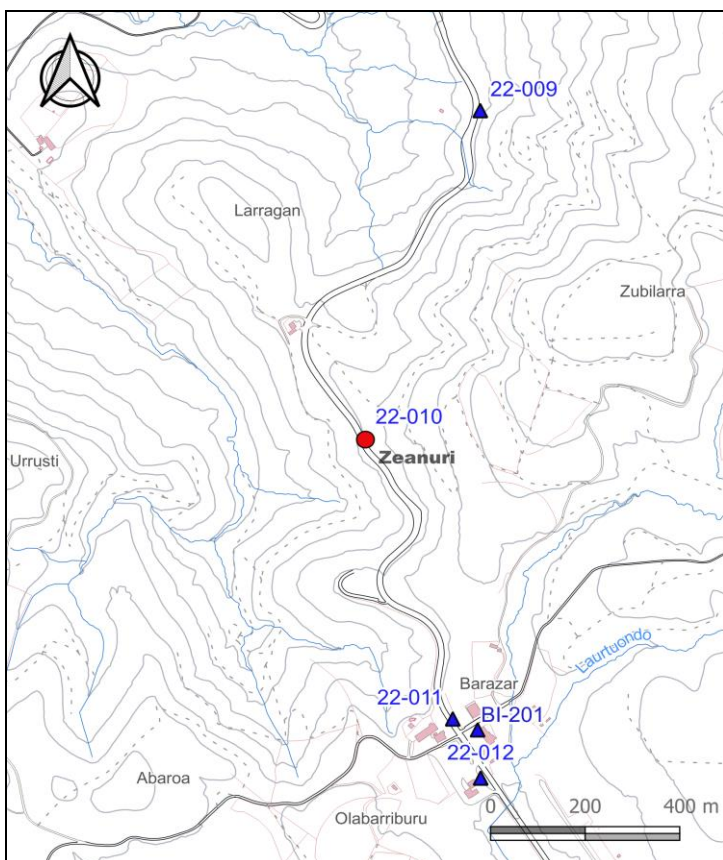 22-009
Larragan
Zubilarra
22-010
Zeanuri
Urrusti
Laurtuondo
Barazar
22-011
BI-201
22-012
Abaroa
Olabarriburu
0 200 400 m